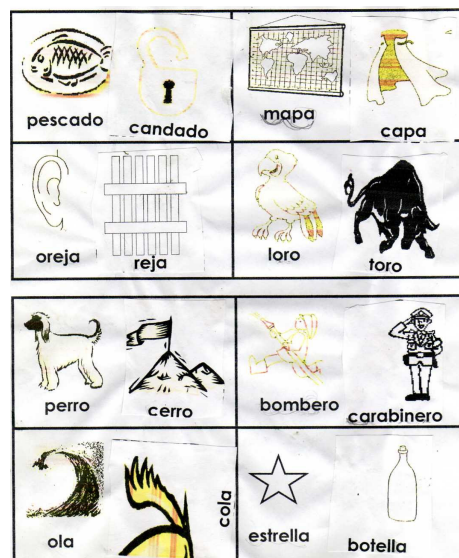 pescado
candado
mapa
capa
oreja
reja
loro
toro
perro
cerro
bombero
carabinero
ola
cola
estrella
botella